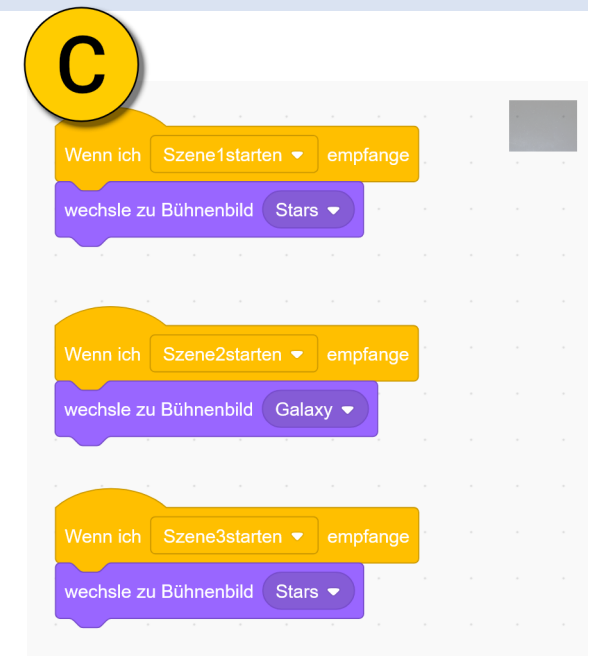 C
Wenn ich Szene1starten empfange
wechsle zu Bühnenbild Stars
Wenn ich Szene2starten empfange
wechsle zu Bühnenbild Galaxy
Wenn ich Szene3starten empfange
wechsle zu Bühnenbild Stars